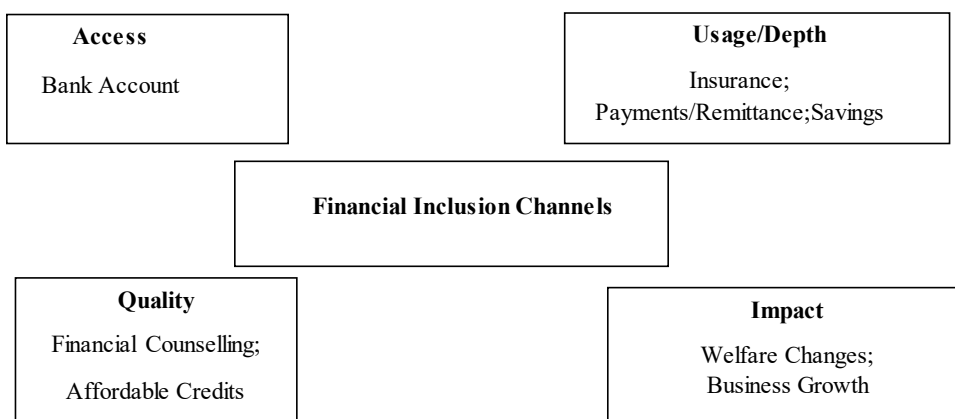 Access
Bank Account
Usage/Depth
Insurance;
Payments/Remittance;Savings
Financial Inclusion Channels
Quality
Financial Counselling;
Affordable Credits
Impact
Welfare Changes;
Business Growth